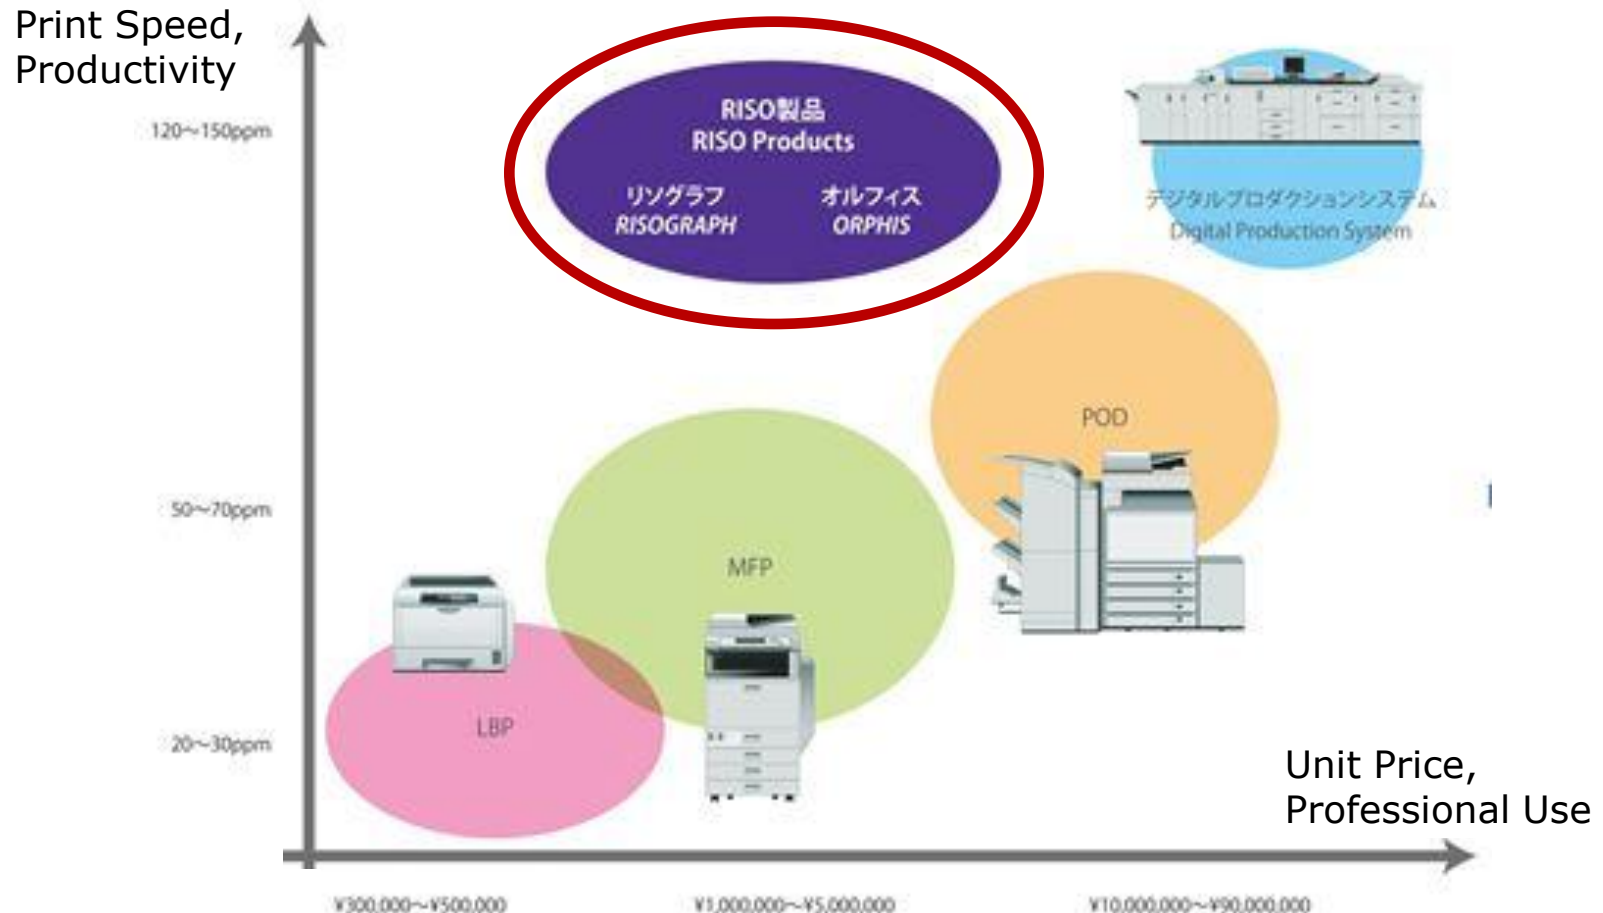 Print Speed,
Productivity
120～150ppm
RISO製品
RISO Products
リソグラフ
RISOGRAPH
オルフィス
ORPHIS
デジタルプロダクションシステム
Digital Production System
POD
50～70ppm
MFP
LBP
20～30ppm
Unit Price,
Professional Use
¥300,000～¥500,000
¥1,000,000～¥5,000,000
¥10,000,000～¥90,000,000